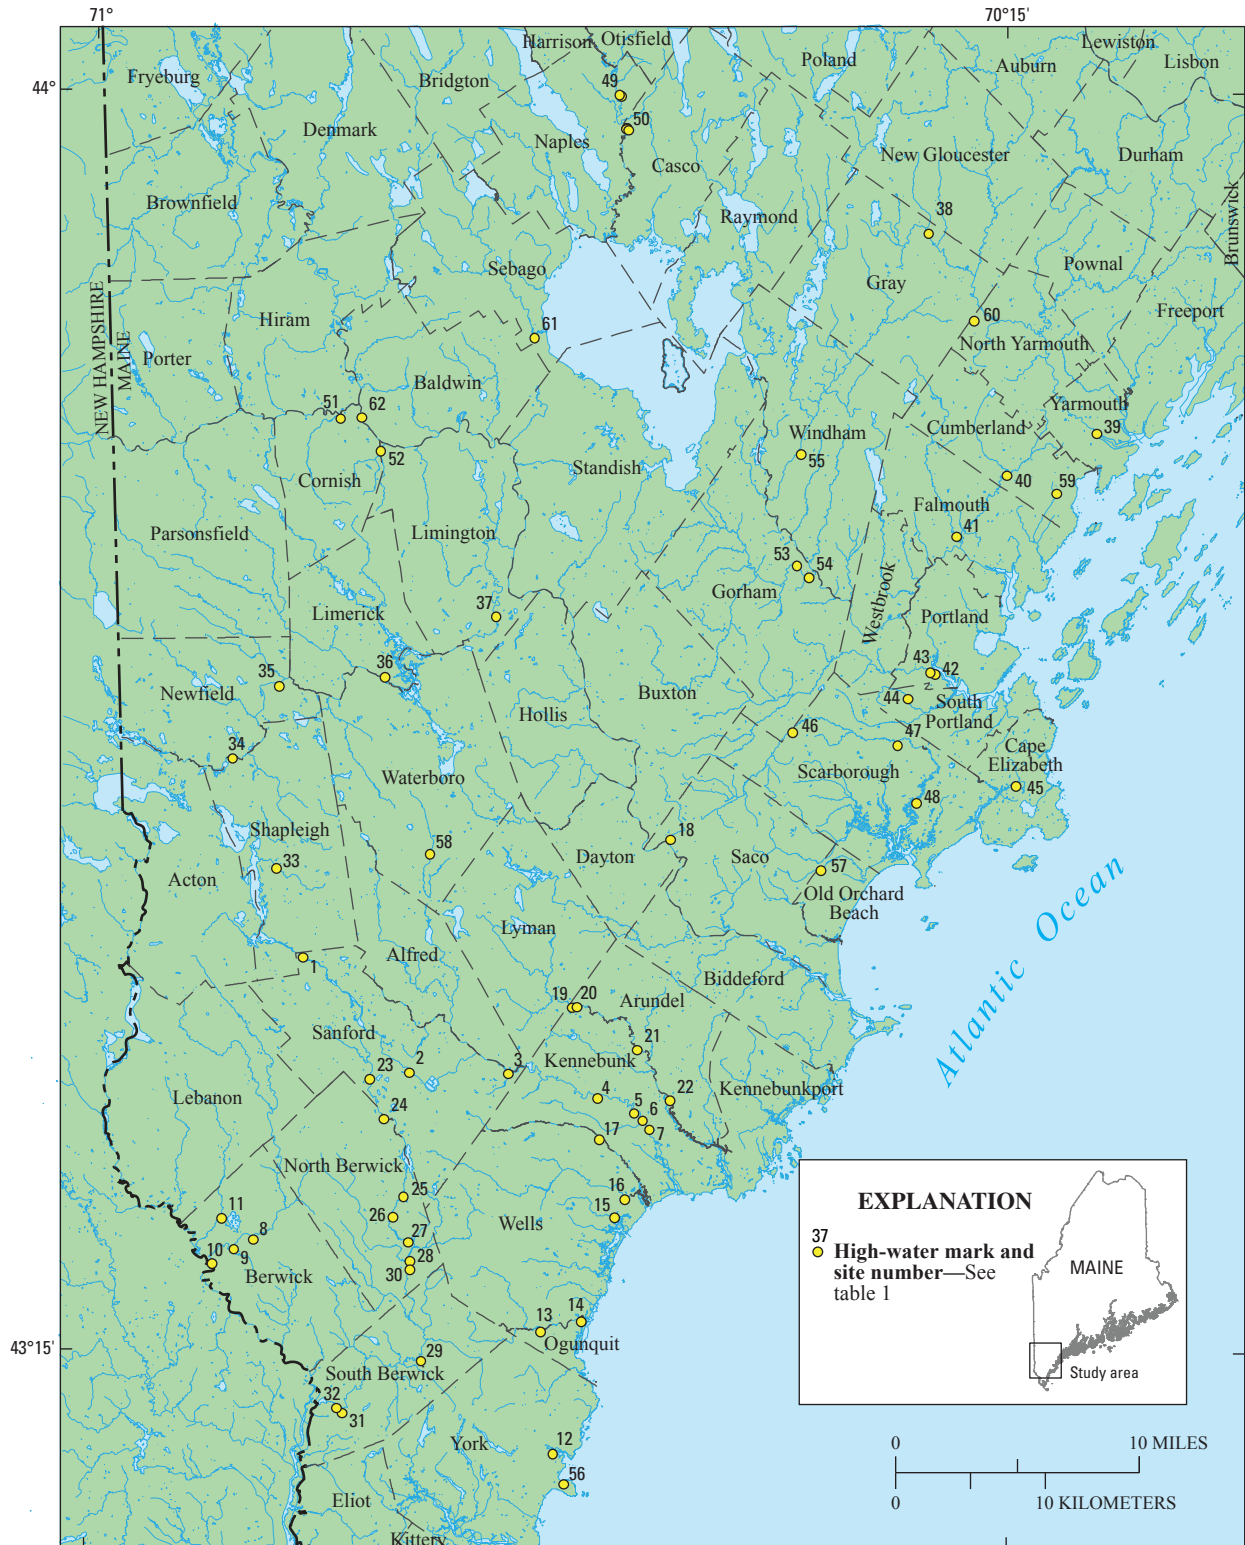 71°
70°15'
44°
43°15'
Harrison
Otisfield
Fryeburg
Bridgton
Poland
Lewiston
Auburn
Lisbon
Denmark
49
50
Naples
Casco
New Gloucester
Durham
Brownfield
Raymond
38
Brunswick
Sebago
Pownal
Gray
Freeport
NEW HAMPSHIRE
MAINE
Hiram
61
60
North Yarmouth
Porter
Baldwin
51
62
Yarmouth
39
Windham
55
Cumberland
52
Cornish
Standish
40
59
Parsonsfield
Limington
Falmouth
41
53
54
Gorham
Westbrook
Limerick
37
Portland
36
35
Newfield
43
42
Buxton
44
South
Portland
Hollis
46
47
34
Cape
Elizabeth
Waterboro
Scarborough
45
48
Shapleigh
18
58
33
Acton
Dayton
Saco
57
Old Orchard
Beach
Lyman
Alfred
1
Biddeford
Atlantic Ocean
19
20
Arundel
Sanford
21
Kennebunk
23
2
3
Kennebunkport
Lebanon
4
22
24
5
6
7
17
North Berwick
25
16
15
Wells
11
26
8
27
10
9
28
Berwick
30
14
13
Ogunquit
29
South Berwick
32
31
York
12
56
Eliot
Kittery
EXPLANATION
37
High-water mark and
site number—See
table 1
MAINE
Study area
0
10 MILES
0
10 KILOMETERS